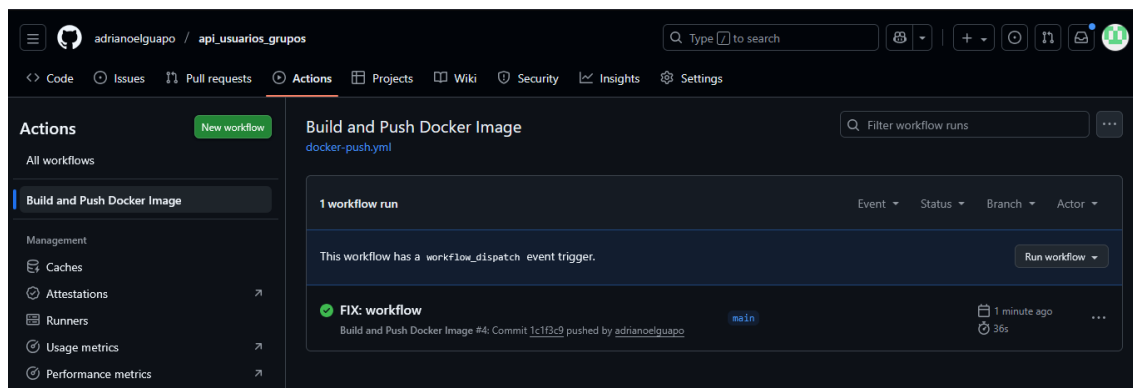 adrianoelguapo / api_usuarios_grupos
Type / to search
Code Issues Pull requests Actions Projects Wiki Security Insights Settings
Actions
New workflow
All workflows
Build and Push Docker Image
Management
Caches
Attestations
Runners
Usage metrics
Performance metrics
Build and Push Docker Image
docker-push.yml
Filter workflow runs
1 workflow run
Event Status Branch Actor
This workflow has a workflow_dispatch event trigger.
Run workflow
FIX: workflow
Build and Push Docker Image #4: Commit 1c1f3c9 pushed by adrianoelguapo
main
1 minute ago
36s